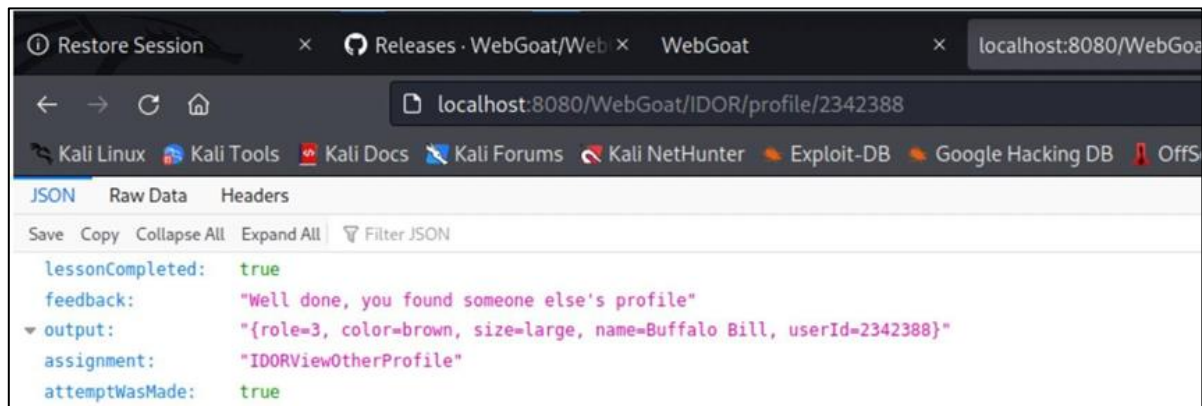 Restore Session × Releases · WebGoat/Web × WebGoat × localhost:8080/WebGoa
localhost:8080/WebGoat/IDOR/profile/2342388
Kali Linux Kali Tools Kali Docs Kali Forums Kali NetHunter Exploit-DB Google Hacking DB OffS
JSON Raw Data Headers
Save Copy Collapse All Expand All Filter JSON
lessonCompleted: true
feedback: "Well done, you found someone else's profile"
output: "{role=3, color=brown, size=large, name=Buffalo Bill, userId=2342388}"
assignment: "IDORViewOtherProfile"
attemptWasMade: true